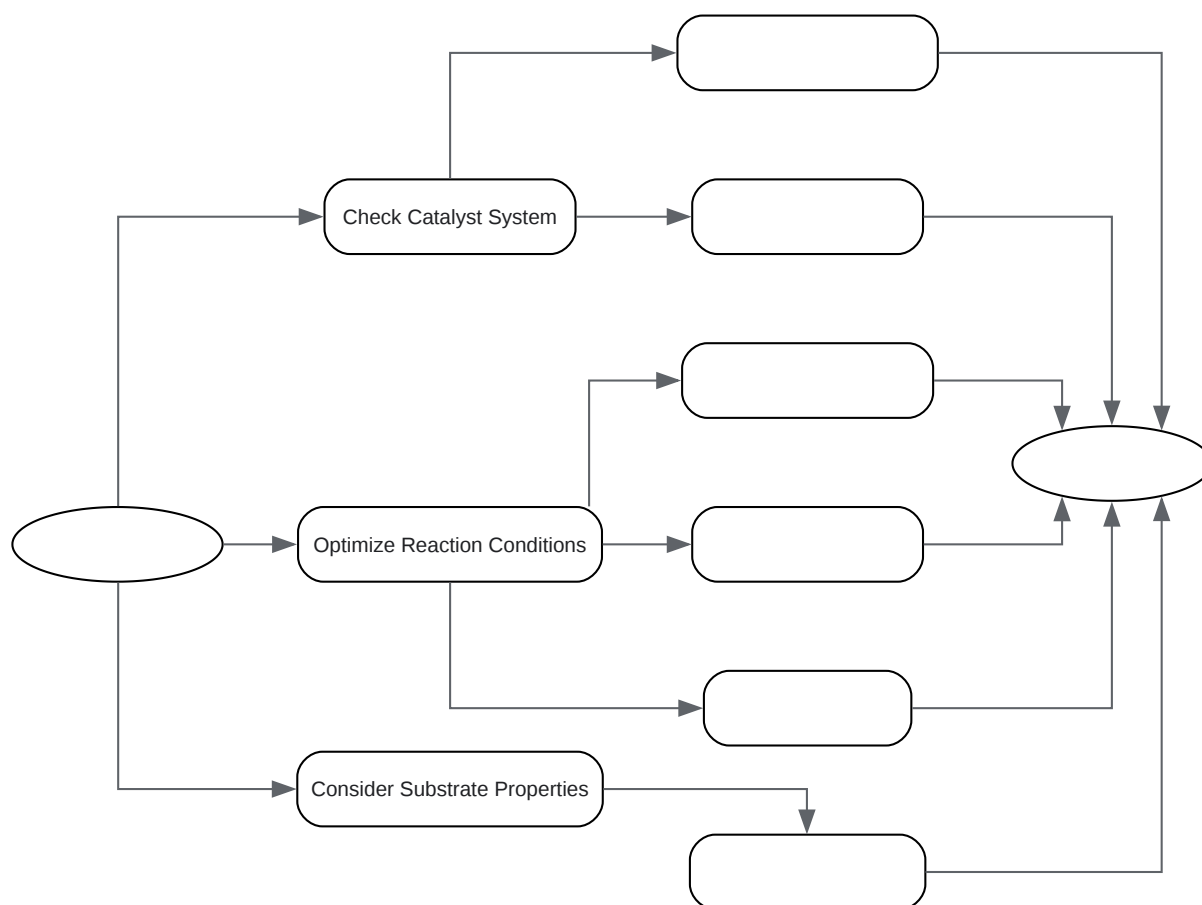 Check Catalyst System
Optimize Reaction Conditions
Consider Substrate Properties